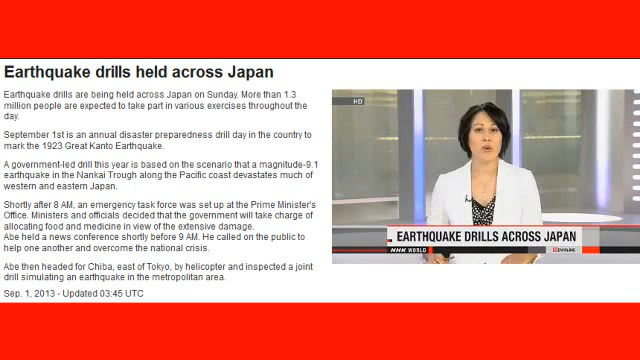 Earthquake drills held across Japan
Earthquake drills are being held across Japan on Sunday. More than 1.3
million people are expected to take part in various exercises throughout the
day.
September 1st is an annual disaster preparedness drill day in the country to
mark the 1923 Great Kanto Earthquake.
A government-led drill this year is based on the scenario that a magnitude-9.1
earthquake in the Nankai Trough along the Pacific coast devastates much of
western and eastern Japan.
Shortly after 8 AM, an emergency task force was set up at the Prime Minister's
Office. Ministers and officials decided that the government will take charge of
allocating food and medicine in view of the extensive damage.
Abe held a news conference shortly before 9 AM. He called on the public to
help one another and overcome the national crisis.
Abe then headed for Chiba, east of Tokyo, by helicopter and inspected a joint
drill simulating an earthquake in the metropolitan area.
Sep. 1, 2013 - Updated 03:45 UTC
HD
EARTHQUAKE DRILLS ACROSS JAPAN
NHK WORLD
NEWSLINE